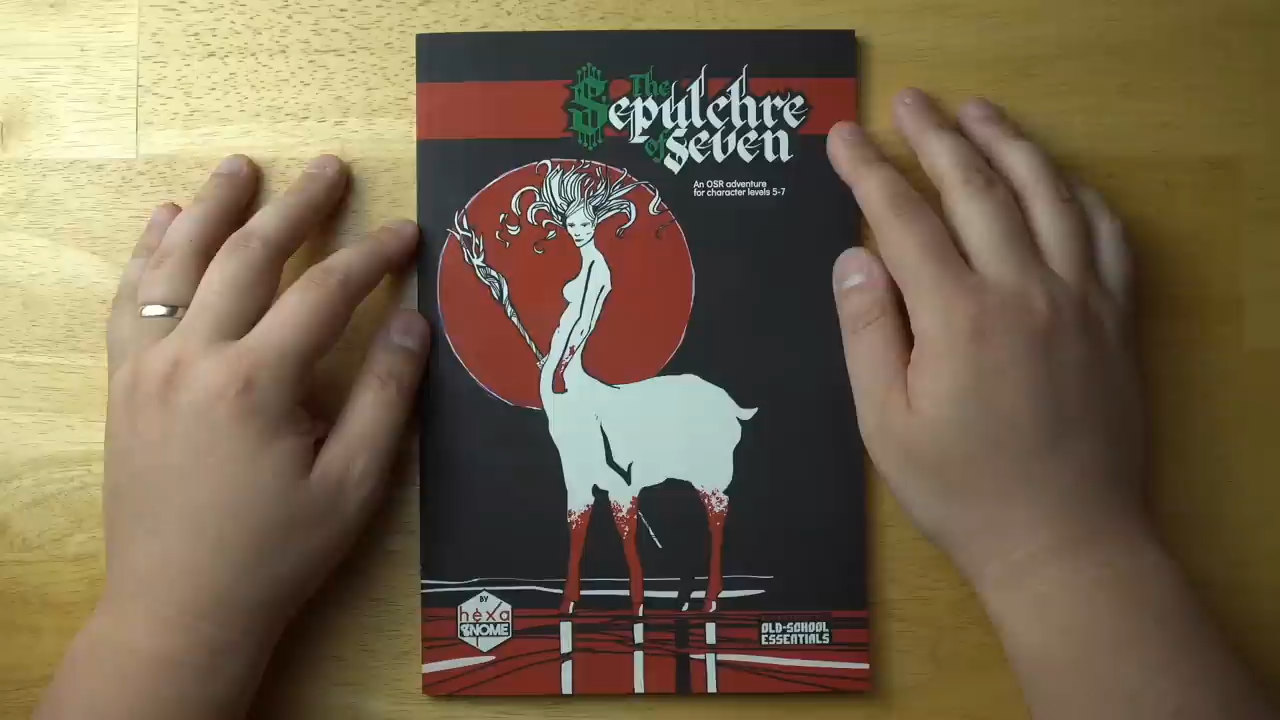 The
Sepulchre
of Seven
An OSR adventure
for character levels 5-7
BY
hexa
GNOME
OLD-SCHOOL
ESSENTIALS